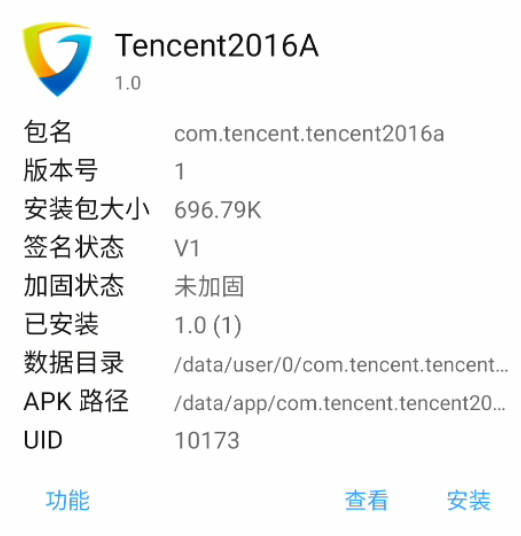 Tencent2016A
1.0
包名 com.tencent.tencent2016a
版本号 1
安装包大小 696.79K
签名状态 V1
加固状态 未加固
已安装 1.0 (1)
数据目录 /data/user/0/com.tencent.tencent...
APK 路径 /data/app/com.tencent.tencent20...
UID 10173
功能 查看 安装